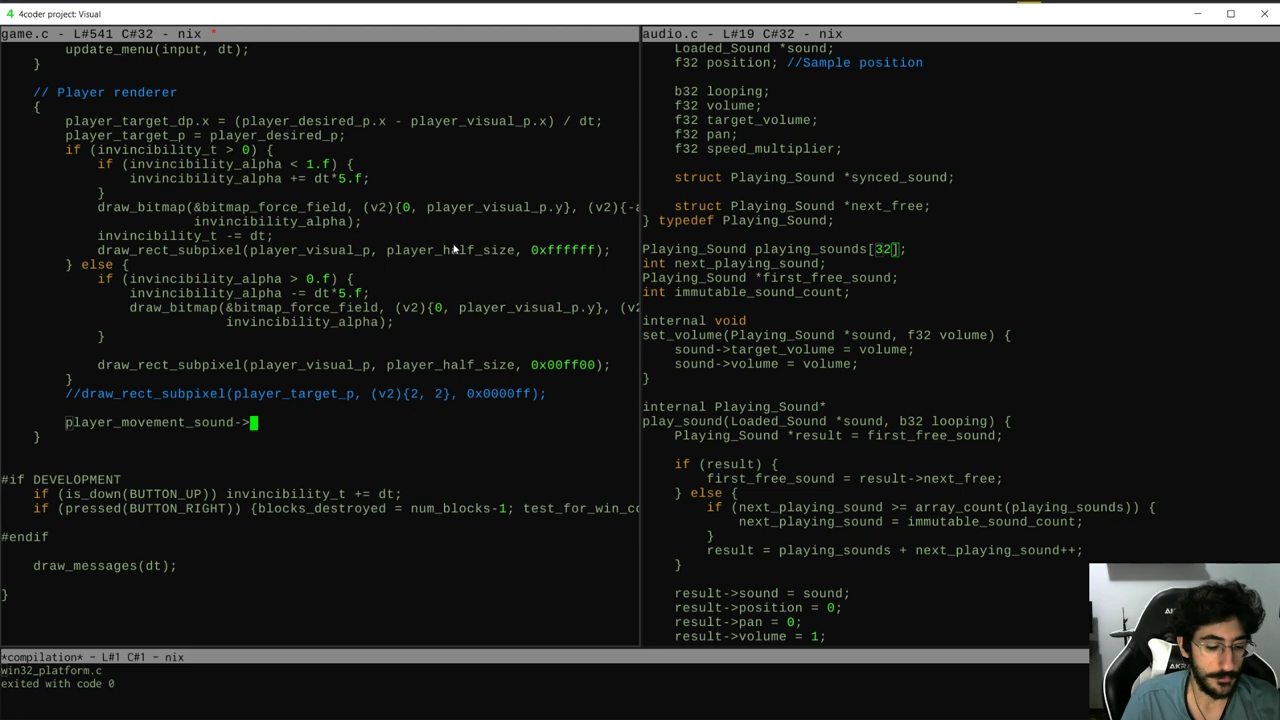 4coder project: Visual
game.c - L#541 C#32 - nix *
update_menu(input, dt);
}
// Player renderer
{
player_target_dp.x = (player_desired_p.x - player_visual_p.x) / dt;
player_target_p = player_desired_p;
if (invincibility_t > 0) {
if (invincibility_alpha < 1.f) {
invincibility_alpha += dt*5.f;
}
draw_bitmap(&bitmap_force_field, (v2){0, player_visual_p.y}, (v2){-a
invincibility_alpha);
invincibility_t -= dt;
draw_rect_subpixel(player_visual_p, player_half_size, 0xffffff);
} else {
if (invincibility_alpha > 0.f) {
invincibility_alpha -= dt*5.f;
draw_bitmap(&bitmap_force_field, (v2){0, player_visual_p.y}, (v2
invincibility_alpha);
}
draw_rect_subpixel(player_visual_p, player_half_size, 0x00ff00);
}
//draw_rect_subpixel(player_target_p, (v2){2, 2}, 0x0000ff);
player_movement_sound->
}
#if DEVELOPMENT
if (is_down(BUTTON_UP)) invincibility_t += dt;
if (pressed(BUTTON_RIGHT)) {blocks_destroyed = num_blocks-1; test_for_win_co
#endif
draw_messages(dt);
}
audio.c - L#19 C#32 - nix
Loaded_Sound *sound;
f32 position; //Sample position
b32 looping;
f32 volume;
f32 target_volume;
f32 pan;
f32 speed_multiplier;
struct Playing_Sound *synced_sound;
struct Playing_Sound *next_free;
} typedef Playing_Sound;
Playing_Sound playing_sounds[32];
int next_playing_sound;
Playing_Sound *first_free_sound;
int immutable_sound_count;
internal void
set_volume(Playing_Sound *sound, f32 volume) {
sound->target_volume = volume;
sound->volume = volume;
}
internal Playing_Sound*
play_sound(Loaded_Sound *sound, b32 looping) {
Playing_Sound *result = first_free_sound;
if (result) {
first_free_sound = result->next_free;
} else {
if (next_playing_sound >= array_count(playing_sounds)) {
next_playing_sound = immutable_sound_count;
}
result = playing_sounds + next_playing_sound++;
}
result->sound = sound;
result->position = 0;
result->pan = 0;
result->volume = 1;
*compilation* - L#1 C#1 - nix
win32_platform.c
exited with code 0